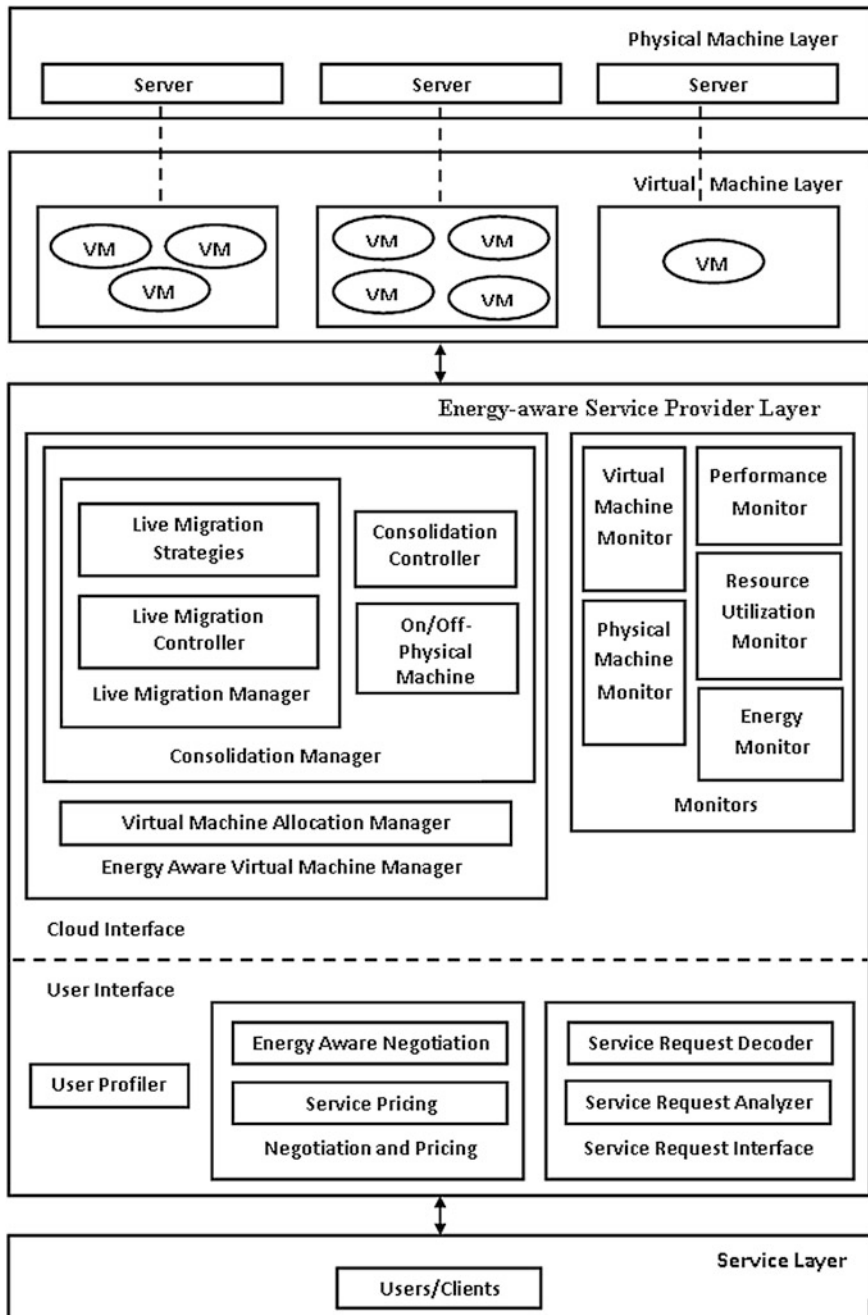 Physical Machine Layer
Server
Server
Server
Virtual Machine Layer
VM
VM
VM
VM
VM
VM
VM
VM
Energy-aware Service Provider Layer
Live Migration
Strategies
Live Migration
Controller
Live Migration Manager
Consolidation
Controller
On/Off-
Physical
Machine
Consolidation Manager
Virtual Machine Allocation Manager
Energy Aware Virtual Machine Manager
Virtual
Machine
Monitor
Physical
Machine
Monitor
Performance
Monitor
Resource
Utilization
Monitor
Energy
Monitor
Monitors
Cloud Interface
User Interface
User Profiler
Energy Aware Negotiation
Service Pricing
Negotiation and Pricing
Service Request Decoder
Service Request Analyzer
Service Request Interface
Service Layer
Users/Clients